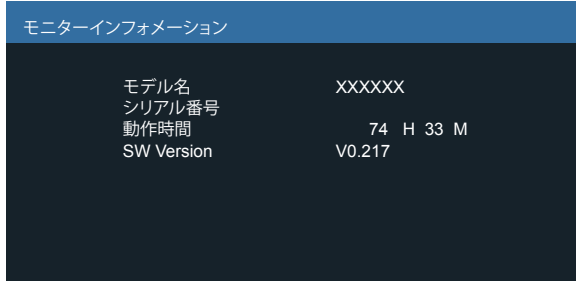 モニターインフォメーション
モデル名 XXXXXX
シリアル番号
動作時間 74 H 33 M
SW Version V0.217